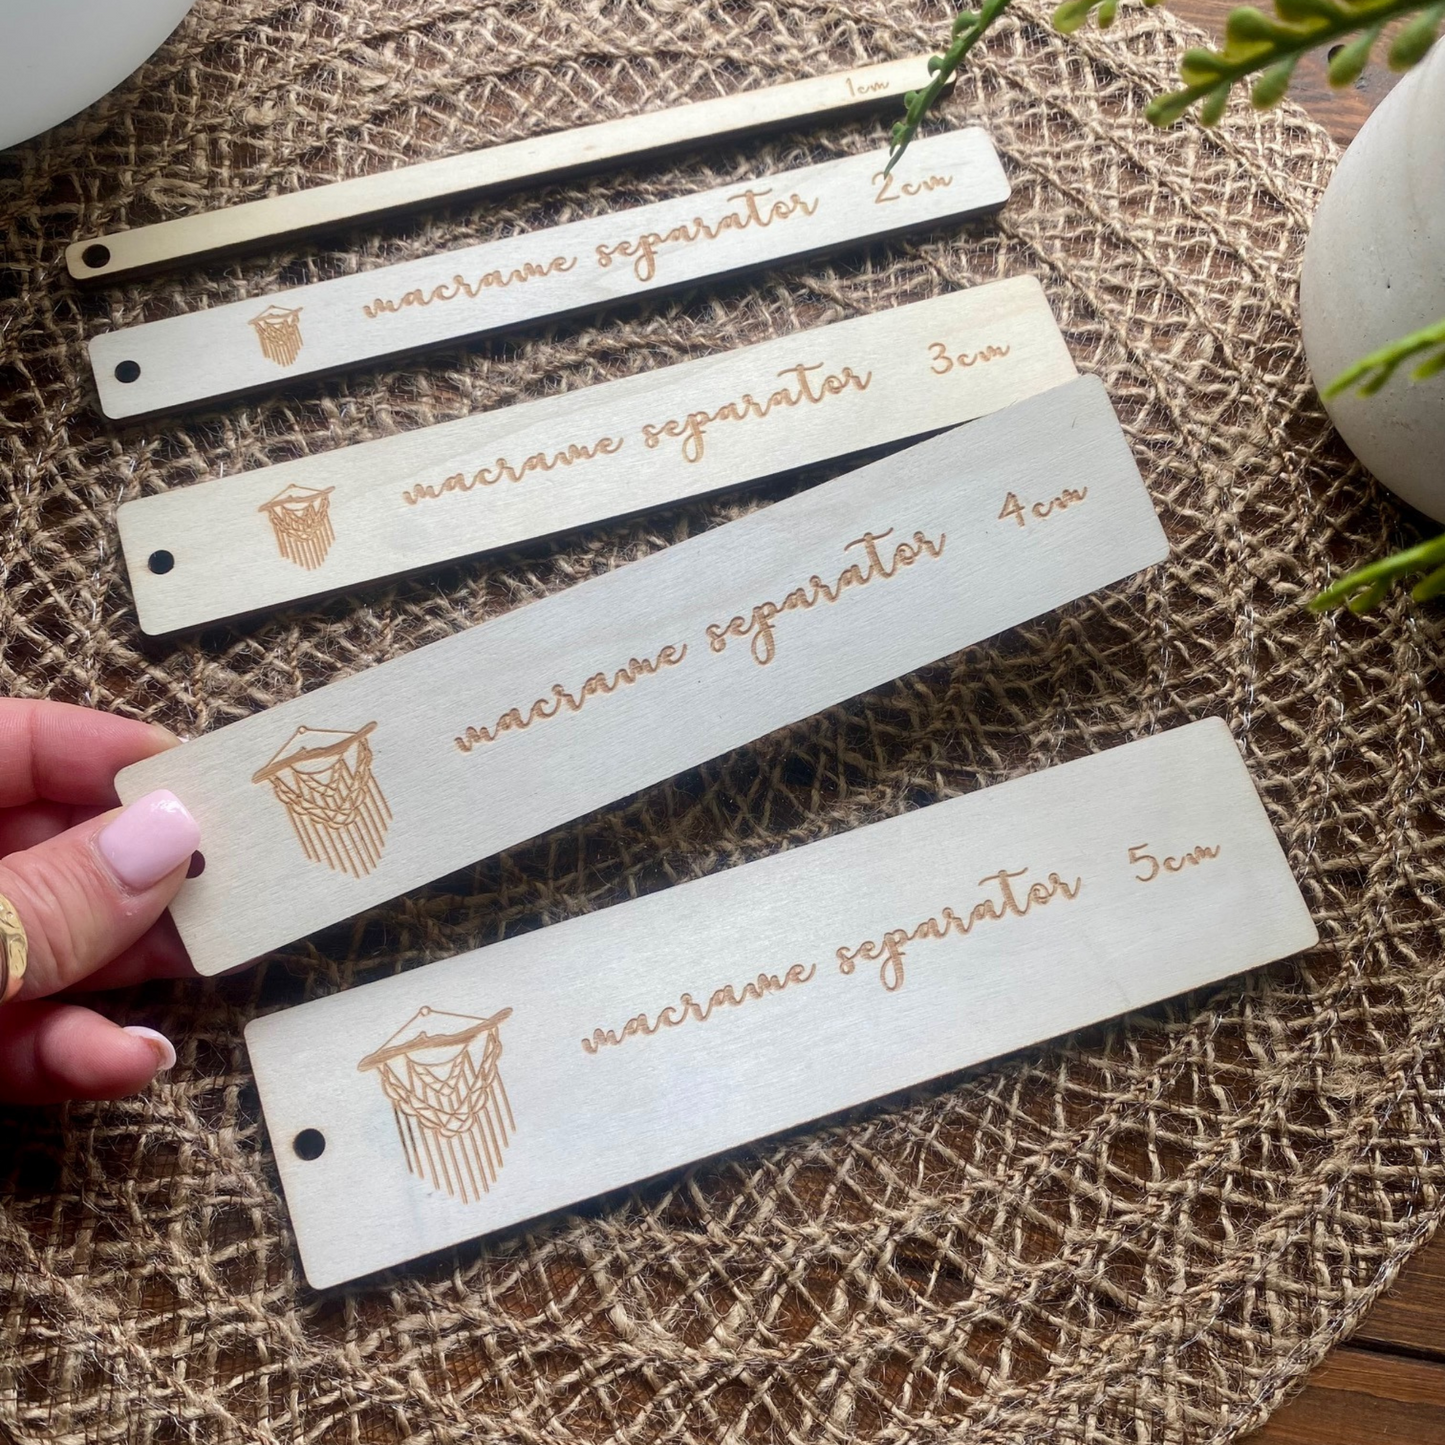 1cm
macrame separator 2cm
macrame separator 3cm
macrame separator 4cm
macrame separator 5cm